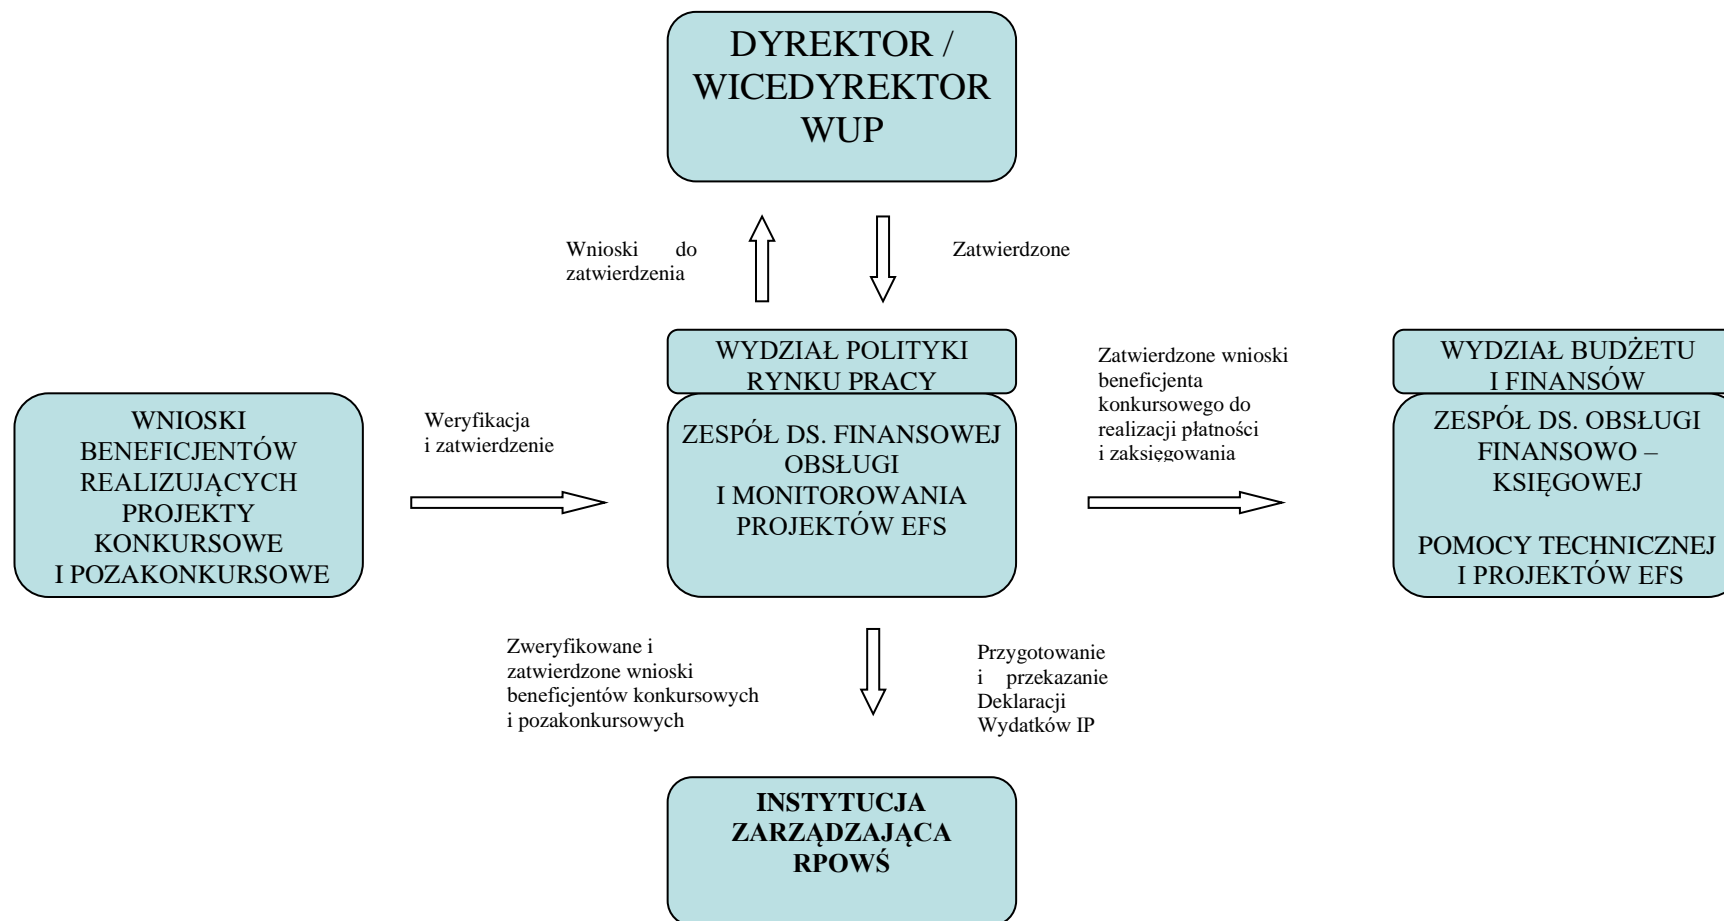 DYREKTOR /
WICEDYREKTOR
WUP
Wnioski do
zatwierdzenia
Zatwierdzone
WYDZIAŁ POLITYKI
RYNKU PRACY
Zatwierdzone wnioski
beneficjenta
konkursowego do
realizacji płatności
i zaksięgowania
WYDZIAŁ BUDŻETU
I FINANSÓW
WNIOSKI
BENEFICJENTÓW
REALIZUJĄCYCH
PROJEKTY
KONKURSOWE
I POZAKONKURSOWE
Weryfikacja
i zatwierdzenie
ZESPÓŁ DS. FINANSOWEJ
OBSŁUGI
I MONITOROWANIA
PROJEKTÓW EFS
ZESPÓŁ DS. OBSŁUGI
FINANSOWO –
KSIĘGOWEJ
POMOCY TECHNICZNEJ
I PROJEKTÓW EFS
Zweryfikowane i
zatwierdzone wnioski
beneficjentów konkursowych
i pozakonkursowych
Przygotowanie
i przekazanie
Deklaracji
Wydatków IP
INSTYTUCJA
ZARZĄDZAJĄCA
RPOWŚ